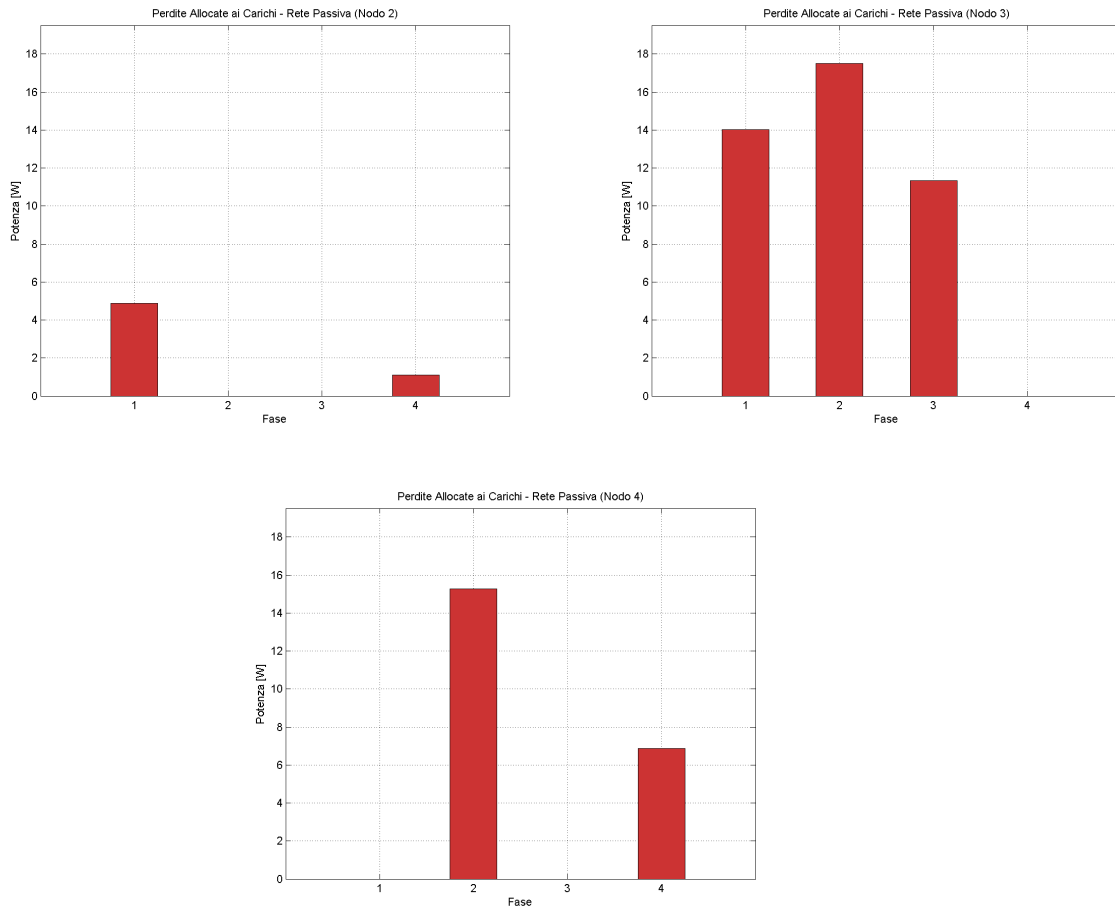 Perdite Allocate ai Carichi - Rete Passiva (Nodo 2)
18
16
14
12
10
8
6
4
2
0
Potenza [W]
1 2 3 4
Fase
Perdite Allocate ai Carichi - Rete Passiva (Nodo 3)
18
16
14
12
10
8
6
4
2
0
Potenza [W]
1 2 3 4
Fase
Perdite Allocate ai Carichi - Rete Passiva (Nodo 4)
18
16
14
12
10
8
6
4
2
0
Potenza [W]
1 2 3 4
Fase